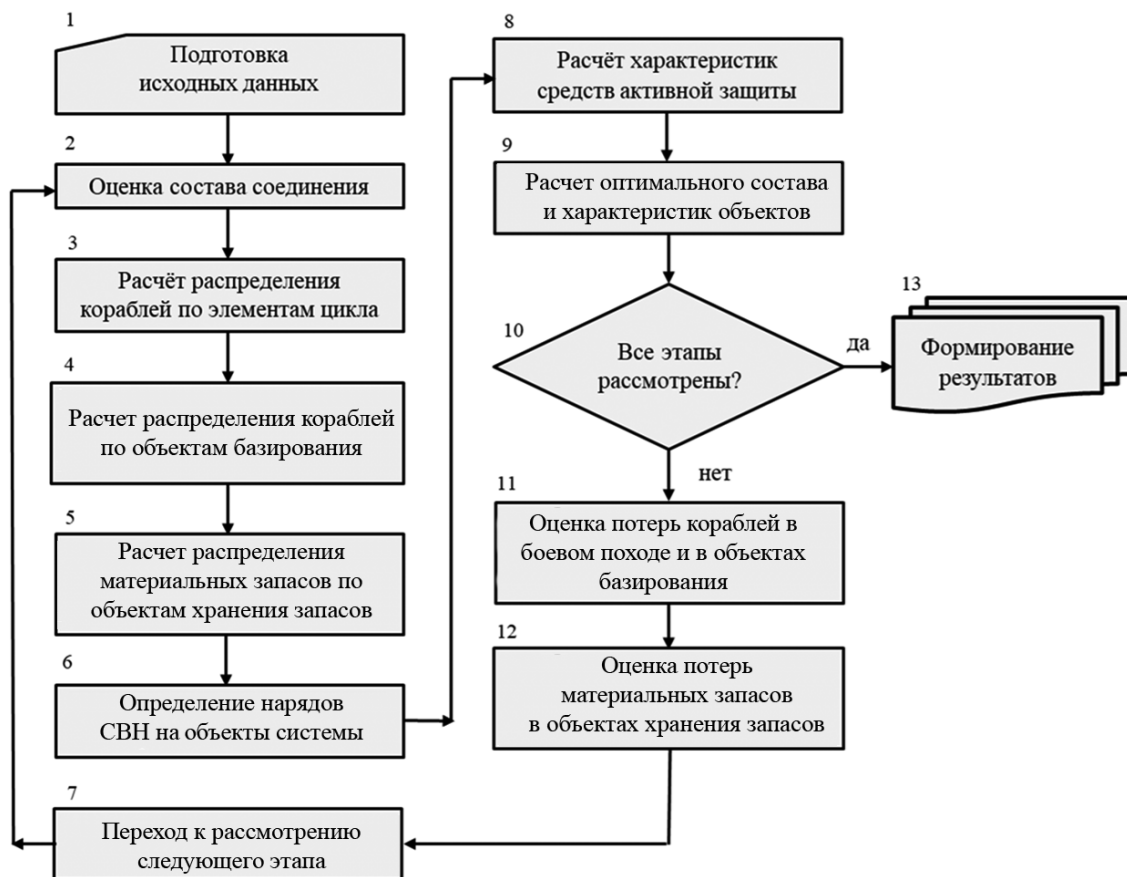 1
Подготовка
исходных данных
2
Оценка состава соединения
3
Расчёт распределения
кораблей по элементам цикла
4
Расчет распределения кораблей
по объектам базирования
5
Расчет распределения
материальных запасов по
объектам хранения запасов
6
Определение нарядов
СВН на объекты системы
7
Переход к рассмотрению
следующего этапа
8
Расчёт характеристик
средств активной защиты
9
Расчет оптимального состава
и характеристик объектов
10
Все этапы
рассмотрены?
да
нет
11
Оценка потерь кораблей в
боевом походе и в объектах
базирования
12
Оценка потерь
материальных запасов
в объектах хранения запасов
13
Формирование
результатов